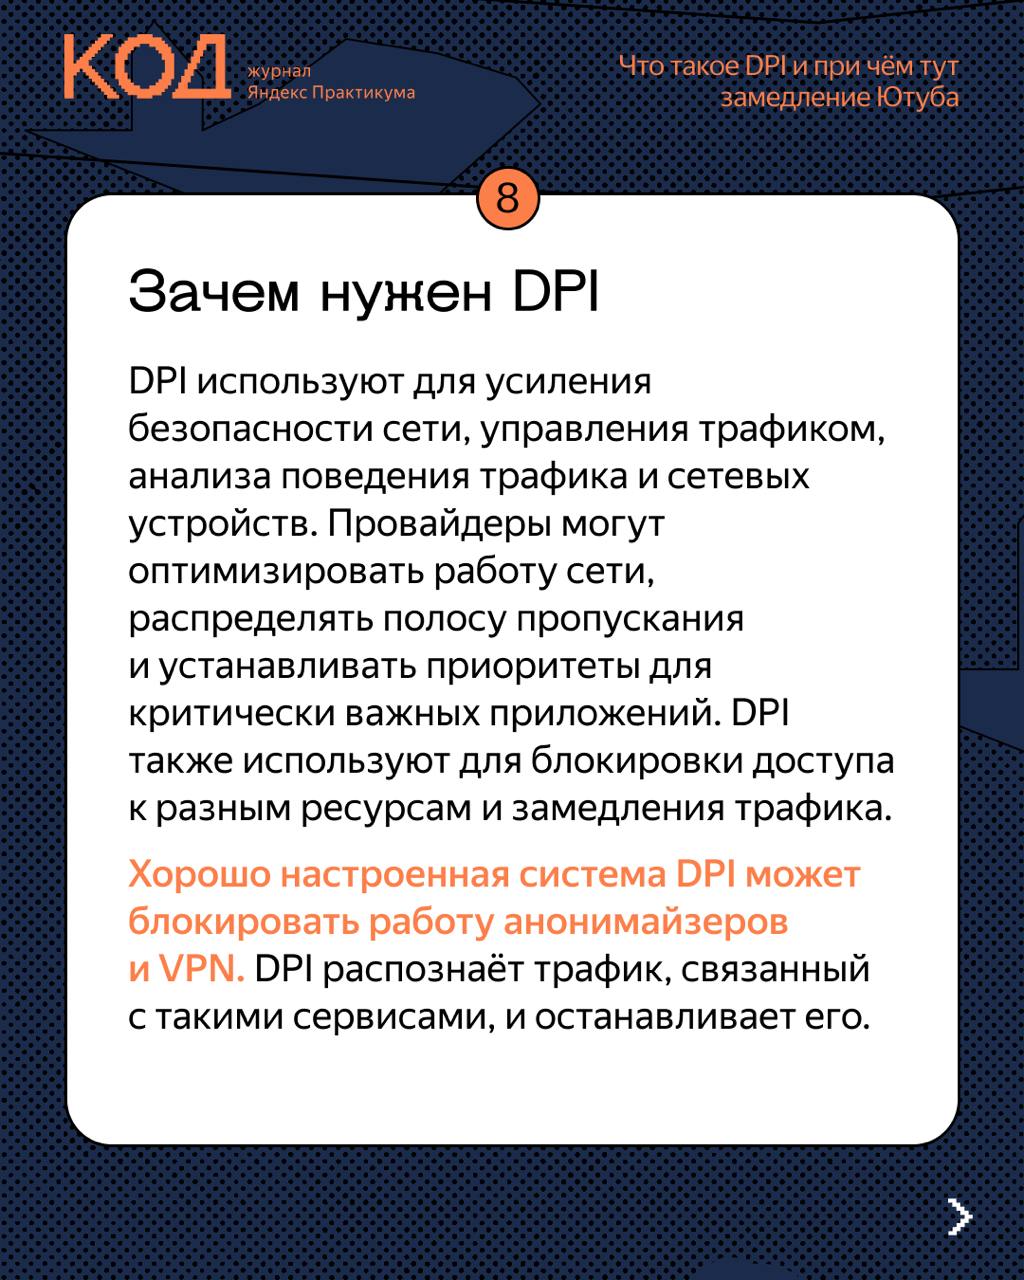 КОД
журнал
Яндекс Практикума
Что такое DPI и при чём тут
замедление Ютуба
8
Зачем нужен DPI
DPI используют для усиления
безопасности сети, управления трафиком,
анализа поведения трафика и сетевых
устройств. Провайдеры могут
оптимизировать работу сети,
распределять полосу пропускания
и устанавливать приоритеты для
критически важных приложений. DPI
также используют для блокировки доступа
к разным ресурсам и замедления трафика.
Хорошо настроенная система DPI может
блокировать работу анонимайзеров
и VPN. DPI распознаёт трафик, связанный
с такими сервисами, и останавливает его.